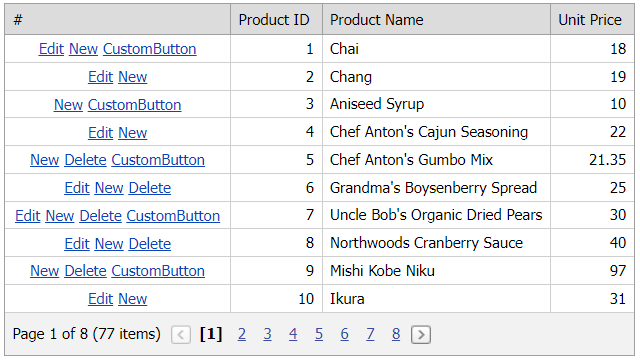 # Product ID Product Name Unit Price
Edit New CustomButton 1 Chai 18
Edit New 2 Chang 19
New CustomButton 3 Aniseed Syrup 10
Edit New 4 Chef Anton's Cajun Seasoning 22
New Delete CustomButton 5 Chef Anton's Gumbo Mix 21.35
Edit New Delete 6 Grandma's Boysenberry Spread 25
Edit New Delete CustomButton 7 Uncle Bob's Organic Dried Pears 30
Edit New Delete 8 Northwoods Cranberry Sauce 40
New Delete CustomButton 9 Mishi Kobe Niku 97
Edit New 10 Ikura 31
Page 1 of 8 (77 items) < [1] 2 3 4 5 6 7 8 >